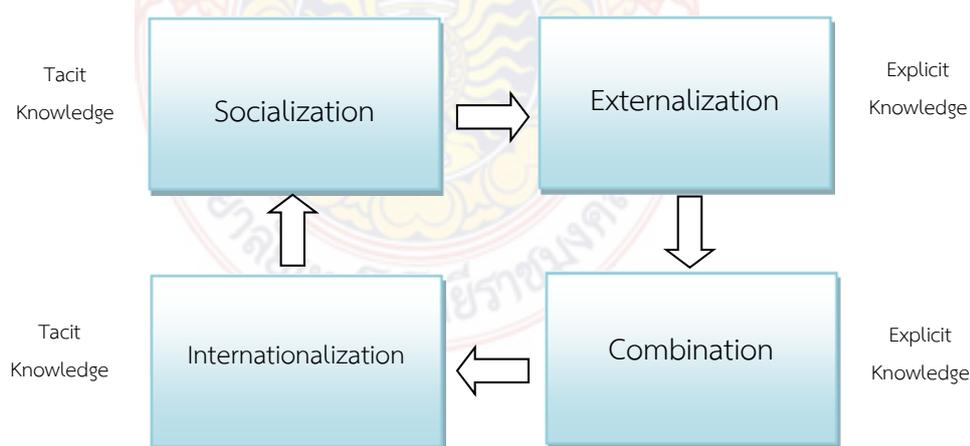 Tacit
Knowledge
Socialization
Externalization
Explicit
Knowledge
Tacit
Knowledge
Internationalization
Combination
Explicit
Knowledge